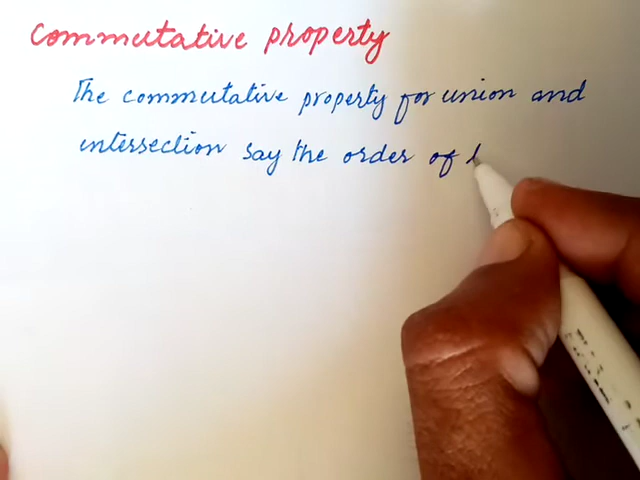 Commutative property
The commutative property for union and
intersection say the order of